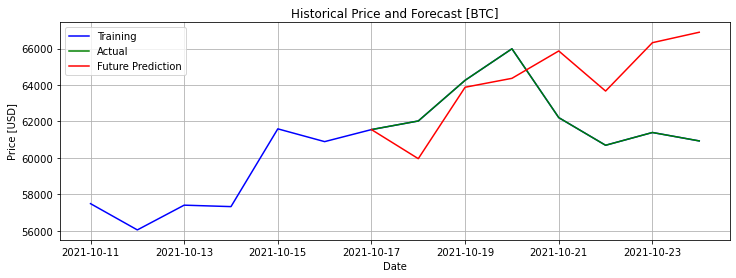 Historical Price and Forecast [BTC]
Training
Actual
Future Prediction
Price [USD]
66000
64000
62000
60000
58000
56000
2021-10-11
2021-10-13
2021-10-15
2021-10-17
2021-10-19
2021-10-21
2021-10-23
Date